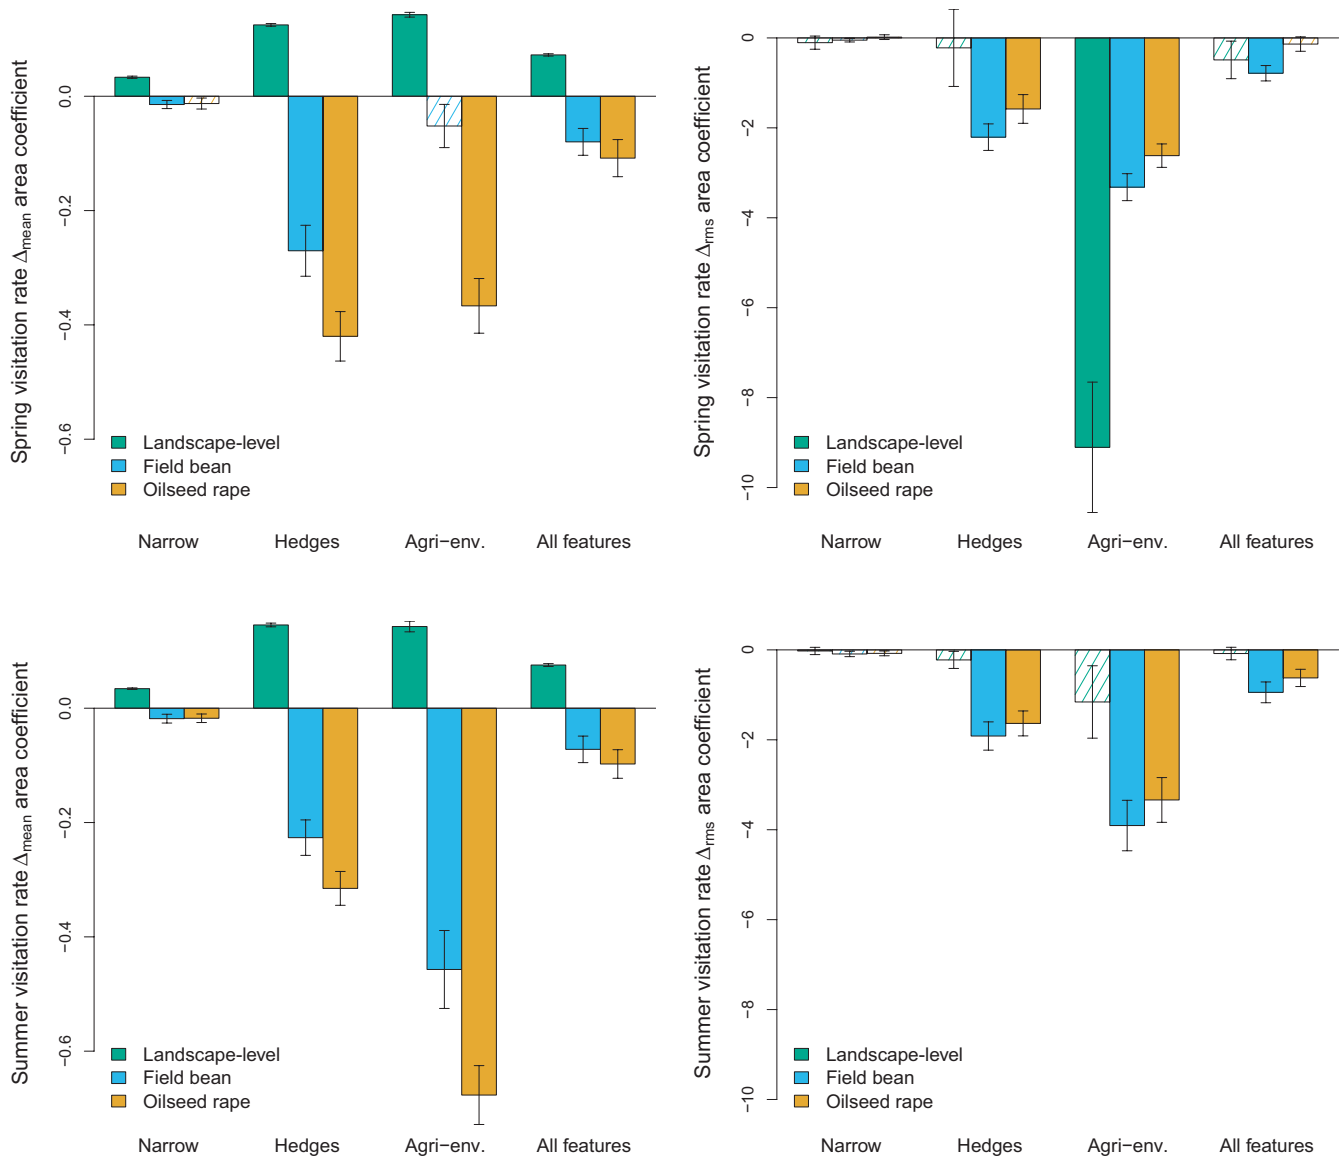 Spring visitation rate Δmean area coefficient
0.0
−0.2
−0.4
−0.6
Landscape-level
Field bean
Oilseed rape
Narrow Hedges Agri−env. All features
Spring visitation rate Δrms area coefficient
0
−2
−4
−6
−8
−10
Landscape-level
Field bean
Oilseed rape
Narrow Hedges Agri−env. All features
Summer visitation rate Δmean area coefficient
0.0
−0.2
−0.4
−0.6
Landscape-level
Field bean
Oilseed rape
Narrow Hedges Agri−env. All features
Summer visitation rate Δrms area coefficient
0
−2
−4
−6
−8
−10
Landscape-level
Field bean
Oilseed rape
Narrow Hedges Agri−env. All features